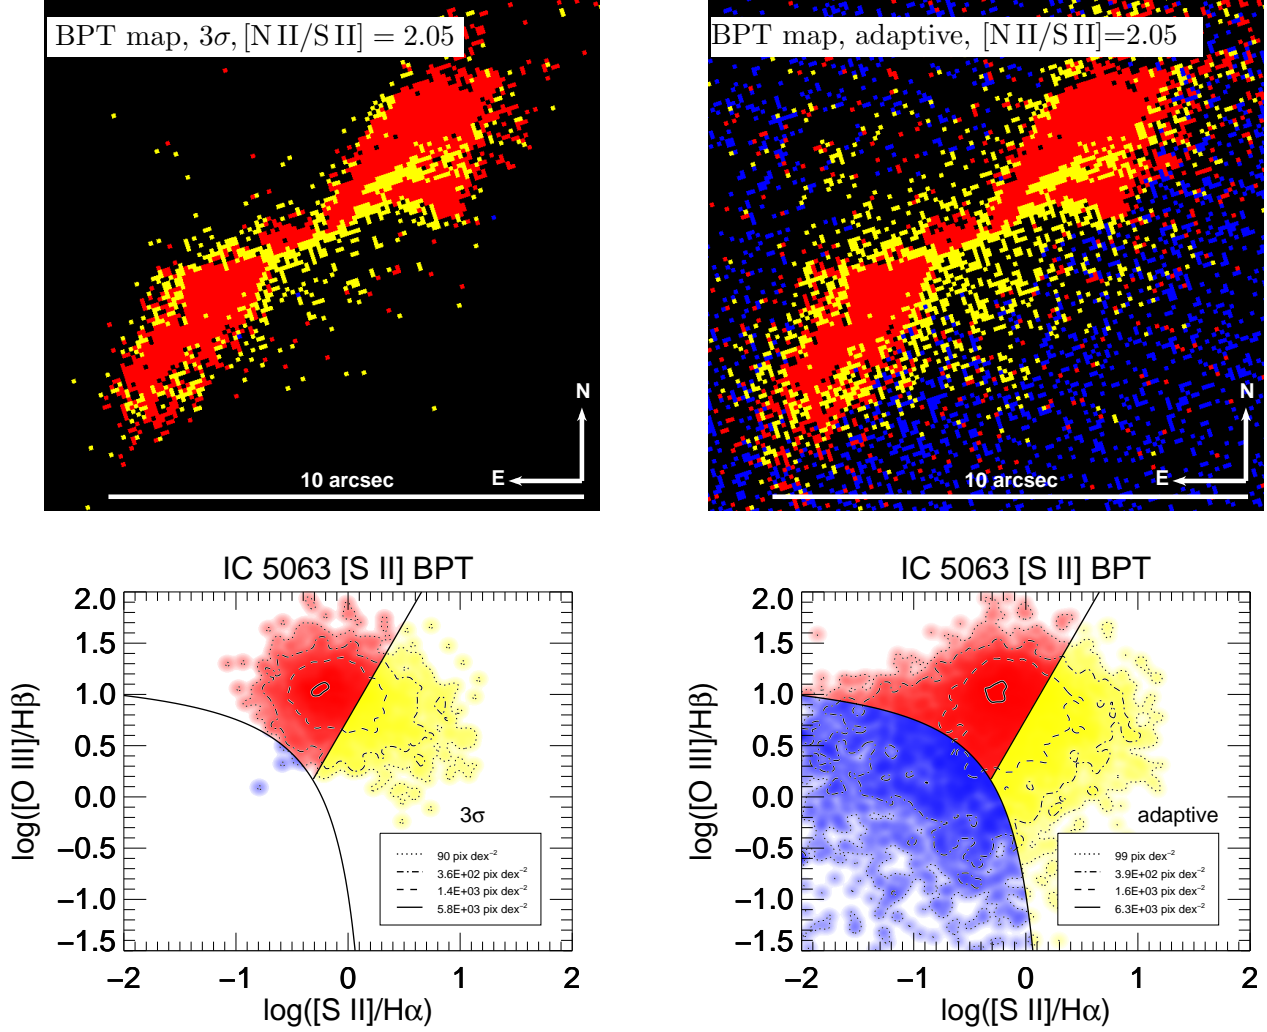 BPT map, 3σ, [N II/S II] = 2.05
BPT map, adaptive, [N II/S II]=2.05
N
E
10 arcsec
N
E
10 arcsec
IC 5063 [S II] BPT
2.0
1.5
1.0
0.5
0.0
−0.5
−1.0
−1.5
log([O III]/Hβ)
3σ
90 pix dex⁻²
3.6E+02 pix dex⁻²
1.4E+03 pix dex⁻²
5.8E+03 pix dex⁻²
−2 −1 0 1 2
log([S II]/Hα)
IC 5063 [S II] BPT
2.0
1.5
1.0
0.5
0.0
−0.5
−1.0
−1.5
log([O III]/Hβ)
adaptive
99 pix dex⁻²
3.9E+02 pix dex⁻²
1.6E+03 pix dex⁻²
6.3E+03 pix dex⁻²
−2 −1 0 1 2
log([S II]/Hα)